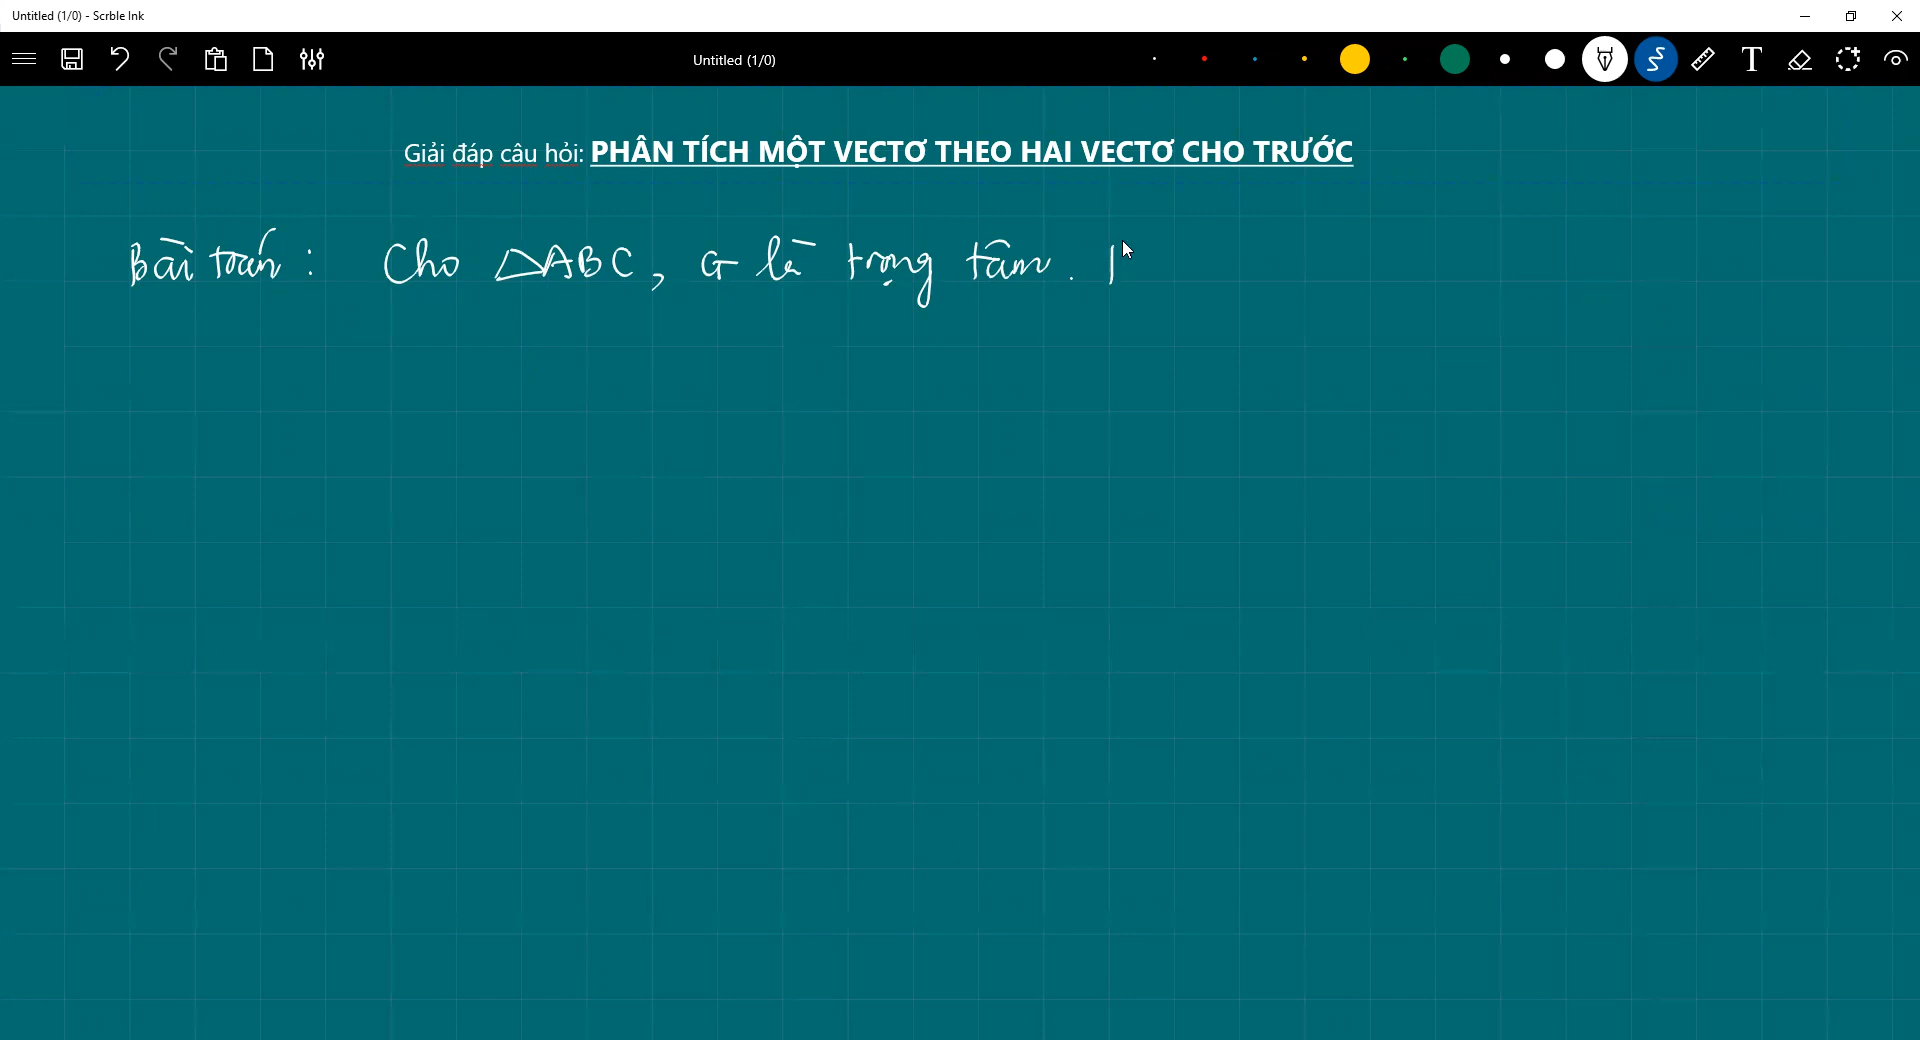 Untitled (1/0) - Scrble Ink
Untitled (1/0)
T
Giải đáp câu hỏi: PHÂN TÍCH MỘT VECTƠ THEO HAI VECTƠ CHO TRƯỚC
Bài toán : Cho △ABC, G là trọng tâm.